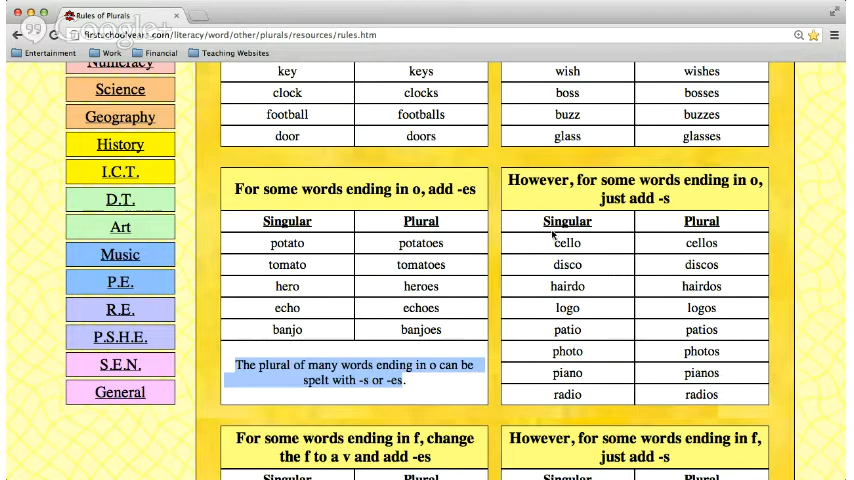 Rules of Plurals
Google+
firstschoolyears.com/literacy/word/other/plurals/resources/rules.htm
Entertainment Work Financial Teaching Websites
Numeracy
Science
Geography
History
I.C.T.
D.T.
Art
Music
P.E.
R.E.
P.S.H.E.
S.E.N.
General
key keys
clock clocks
football footballs
door doors
wish wishes
boss bosses
buzz buzzes
glass glasses
For some words ending in o, add -es
Singular Plural
potato potatoes
tomato tomatoes
hero heroes
echo echoes
banjo banjoes
The plural of many words ending in o can be
spelt with -s or -es.
However, for some words ending in o,
just add -s
Singular Plural
cello cellos
disco discos
hairdo hairdos
logo logos
patio patios
photo photos
piano pianos
radio radios
For some words ending in f, change
the f to a v and add -es
Singular Plural
However, for some words ending in f,
just add -s
Singular Plural